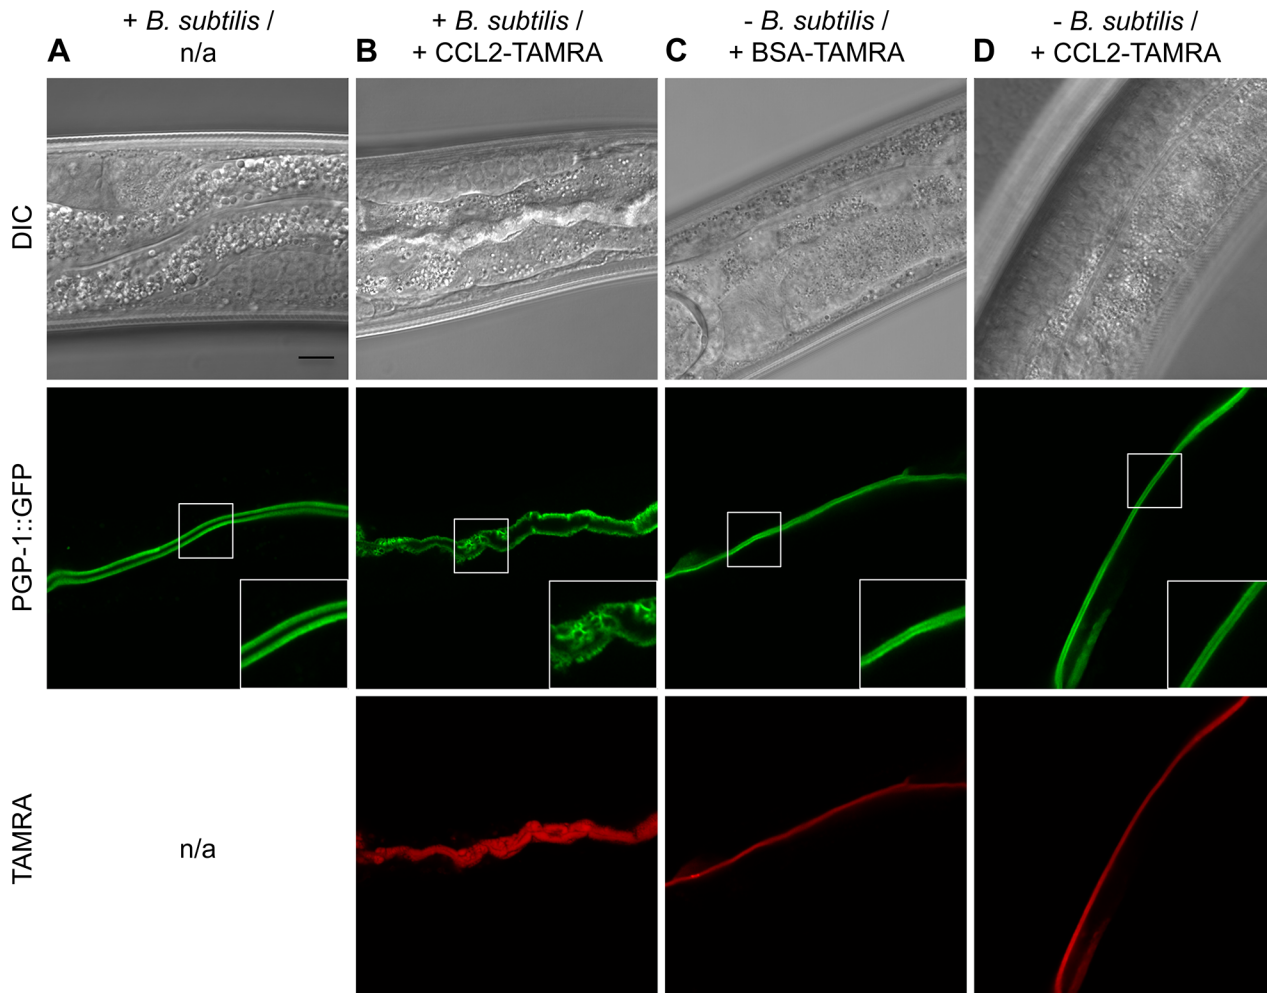 A
+ B. subtilis /
n/a
B
+ B. subtilis /
+ CCL2-TAMRA
C
- B. subtilis /
+ BSA-TAMRA
D
- B. subtilis /
+ CCL2-TAMRA
DIC
PGP-1::GFP
TAMRA
n/a